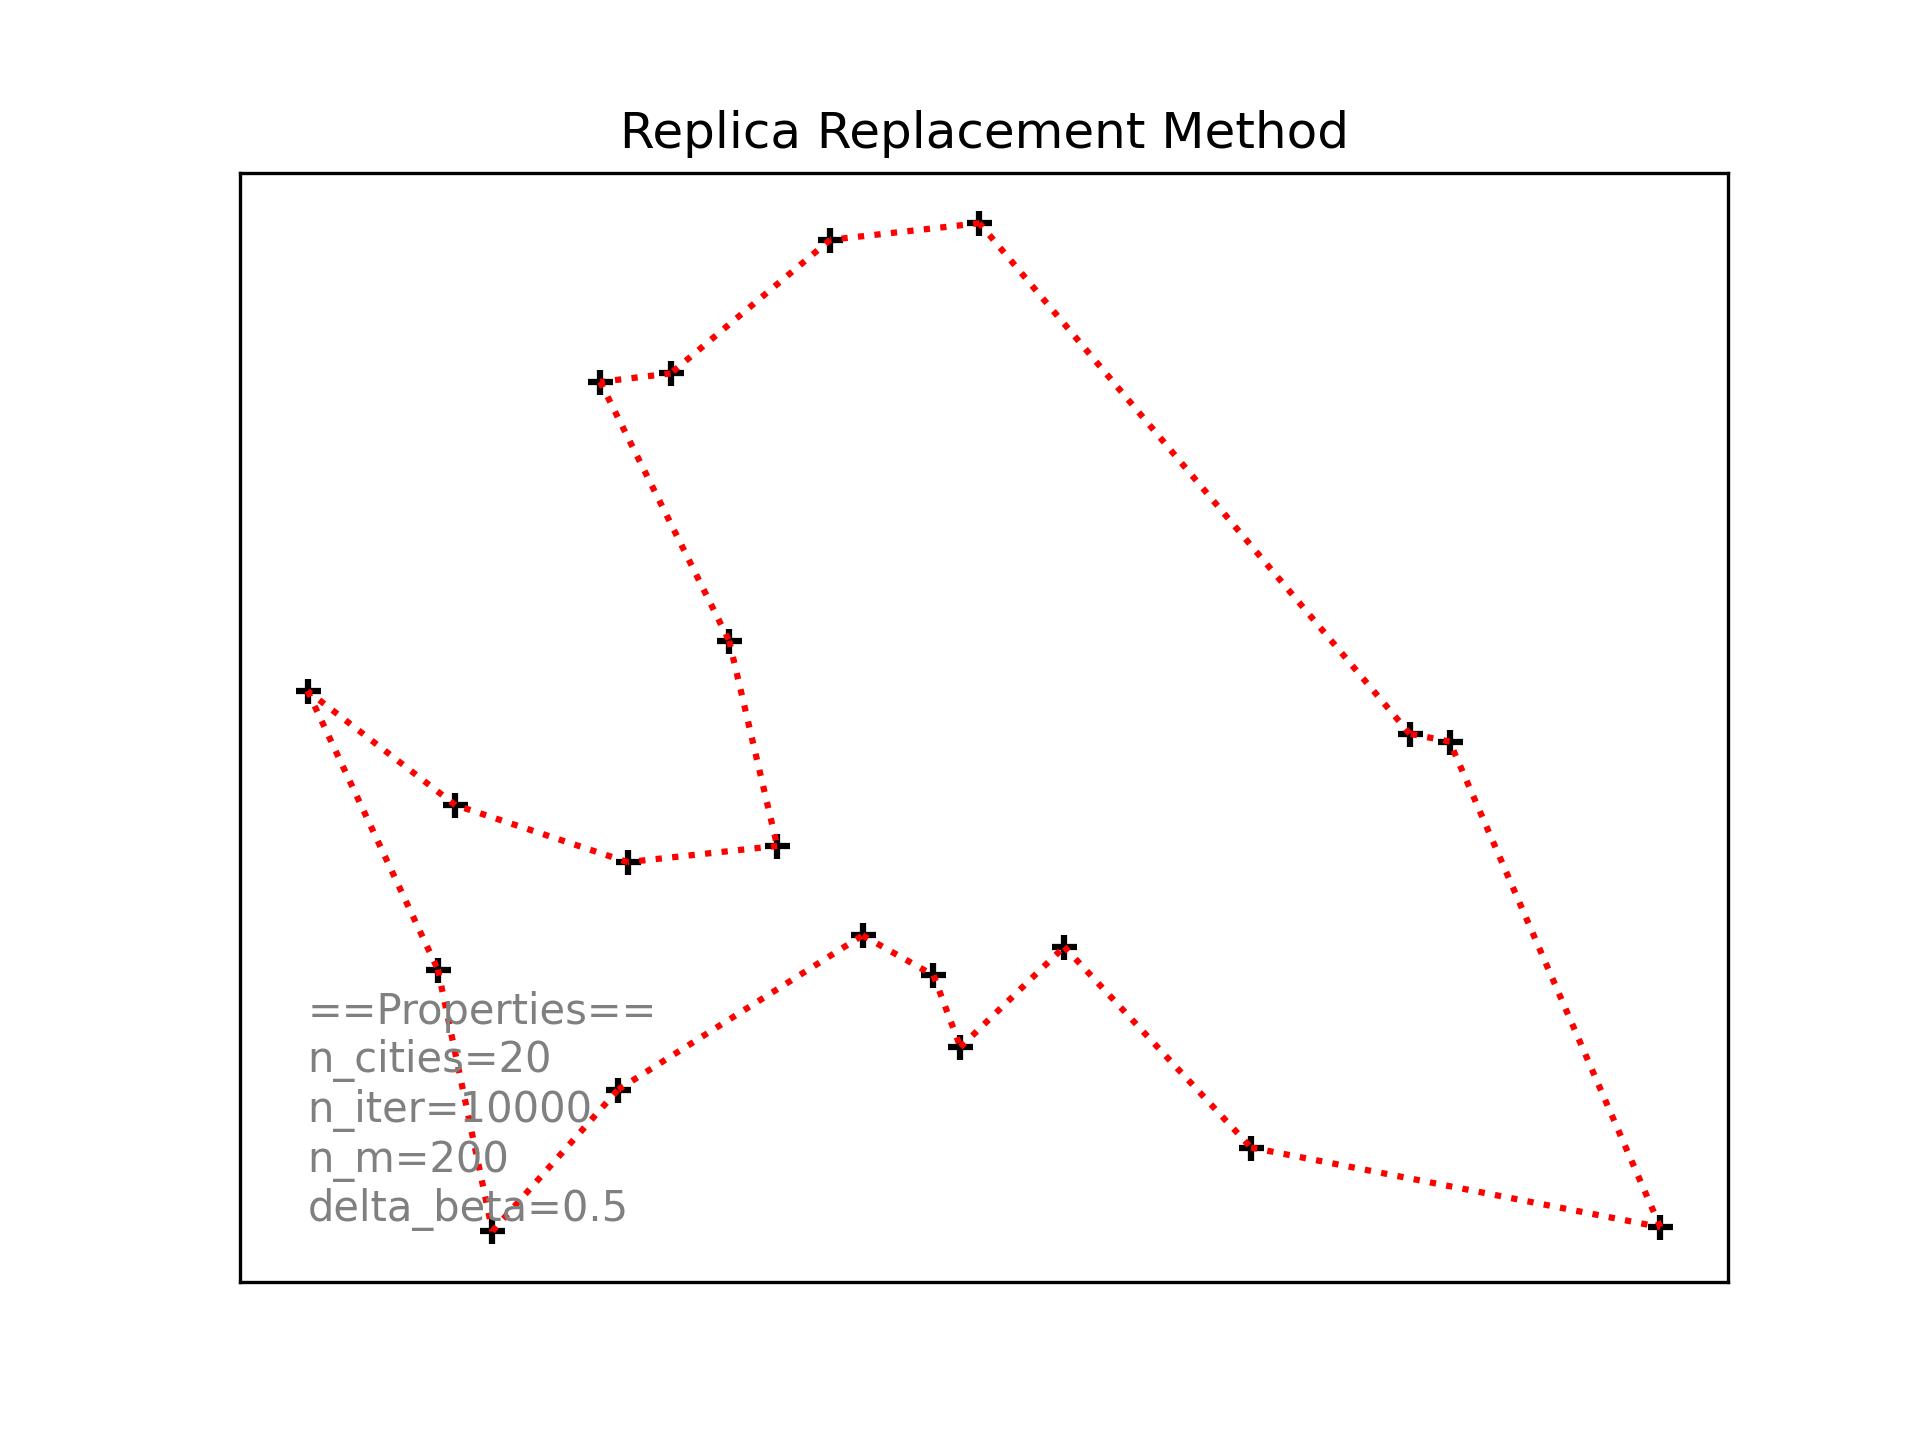 Replica Replacement Method
==Properties==
n_cities=20
n_iter=10000
n_m=200
delta_beta=0.5